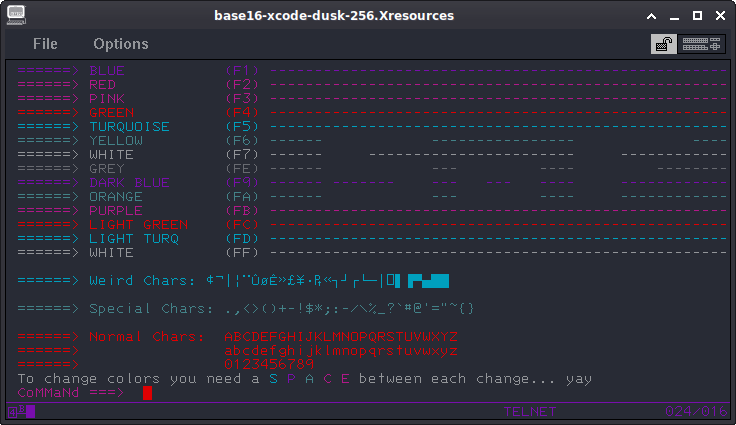 base16-xcode-dusk-256.Xresources
File Options
======> BLUE (F1) ---------------------------------------------------
======> RED (F2) ---------------------------------------------------
======> PINK (F3) ---------------------------------------------------
======> GREEN (F4) ---------------------------------------------------
======> TURQUOISE (F5) ---------------------------------------------------
======> YELLOW (F6) ------ ---------------- ----
======> WHITE (F7) ------ ---------------------- ------------
======> GREY (FE) ------ --- ----
======> DARK BLUE (F9) ------ ------- --- --- ---- ------------
======> ORANGE (FA) ------ ---------------- ------------
======> PURPLE (FB) ---------------------------------------------------
======> LIGHT GREEN (FC) ---------------------------------------------------
======> LIGHT TURQ (FD) ---------------------------------------------------
======> WHITE (FF) ------ ---------------------- ------------
======> Weird Chars:
======> Special Chars: .,<>()+-!$*;:-/\%_?`#@'="~{}
======> Normal Chars: ABCDEFGHIJKLMNOPQRSTUVWXYZ
======> abcdefghijklmnopqrstuvwxyz
======> 0123456789
To change colors you need a S P A C E between each change... yay
CoMMaNd ===>
TELNET 024/016